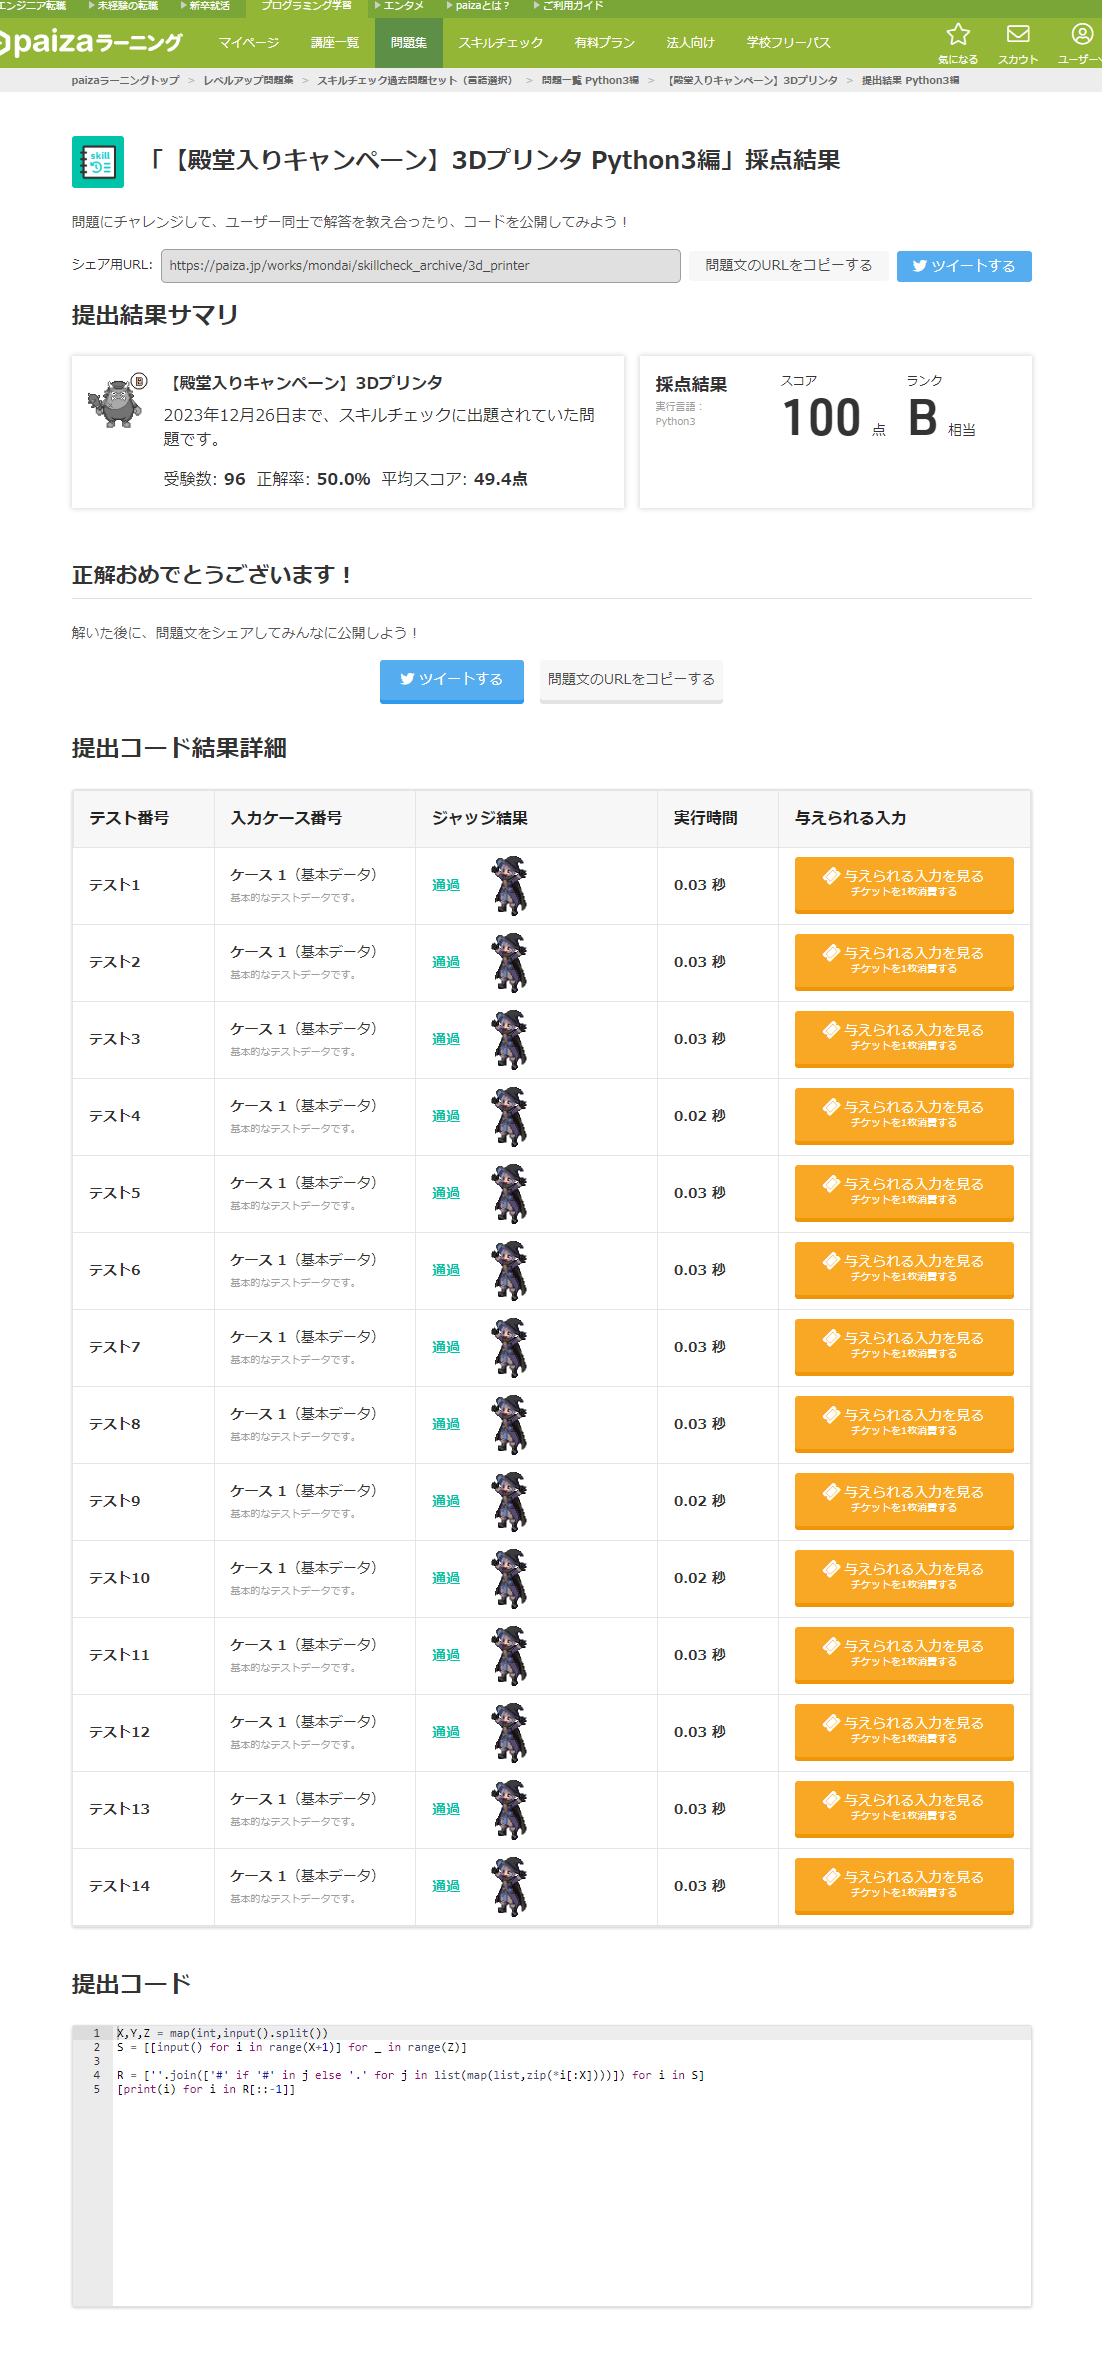 エンジニア転職 未経験の転職 新卒就活 プログラミング学習 エンタメ paizaとは？ ご利用ガイド
paizaラーニング マイページ 講座一覧 問題集 スキルチェック 有料プラン 法人向け 学校フリーパス 気になる スカウト ユーザー
paizaラーニングトップ > レベルアップ問題集 > スキルチェック過去問題セット（言語選択） > 問題一覧 Python3編 > 【殿堂入りキャンペーン】3Dプリンタ > 提出結果 Python3編
skill
「【殿堂入りキャンペーン】3Dプリンタ Python3編」採点結果
問題にチャレンジして、ユーザー同士で解答を教え合ったり、コードを公開してみよう！
シェア用URL: https://paiza.jp/works/mondai/skillcheck_archive/3d_printer 問題文のURLをコピーする ツイートする
提出結果サマリ
B
【殿堂入りキャンペーン】3Dプリンタ
2023年12月26日まで、スキルチェックに出題されていた問
題です。
受験数: 96 正解率: 50.0% 平均スコア: 49.4点
採点結果
実行言語：
Python3
スコア
100 点
ランク
B 相当
正解おめでとうございます！
解いた後に、問題文をシェアしてみんなに公開しよう！
ツイートする 問題文のURLをコピーする
提出コード結果詳細
テスト番号 入力ケース番号 ジャッジ結果 実行時間 与えられる入力
テスト1 ケース 1（基本データ） 通過 0.03 秒 与えられる入力を見る
基本的なテストデータです。 チケットを1枚消費する
テスト2 ケース 1（基本データ） 通過 0.03 秒 与えられる入力を見る
基本的なテストデータです。 チケットを1枚消費する
テスト3 ケース 1（基本データ） 通過 0.03 秒 与えられる入力を見る
基本的なテストデータです。 チケットを1枚消費する
テスト4 ケース 1（基本データ） 通過 0.02 秒 与えられる入力を見る
基本的なテストデータです。 チケットを1枚消費する
テスト5 ケース 1（基本データ） 通過 0.03 秒 与えられる入力を見る
基本的なテストデータです。 チケットを1枚消費する
テスト6 ケース 1（基本データ） 通過 0.03 秒 与えられる入力を見る
基本的なテストデータです。 チケットを1枚消費する
テスト7 ケース 1（基本データ） 通過 0.03 秒 与えられる入力を見る
基本的なテストデータです。 チケットを1枚消費する
テスト8 ケース 1（基本データ） 通過 0.03 秒 与えられる入力を見る
基本的なテストデータです。 チケットを1枚消費する
テスト9 ケース 1（基本データ） 通過 0.02 秒 与えられる入力を見る
基本的なテストデータです。 チケットを1枚消費する
テスト10 ケース 1（基本データ） 通過 0.02 秒 与えられる入力を見る
基本的なテストデータです。 チケットを1枚消費する
テスト11 ケース 1（基本データ） 通過 0.03 秒 与えられる入力を見る
基本的なテストデータです。 チケットを1枚消費する
テスト12 ケース 1（基本データ） 通過 0.03 秒 与えられる入力を見る
基本的なテストデータです。 チケットを1枚消費する
テスト13 ケース 1（基本データ） 通過 0.03 秒 与えられる入力を見る
基本的なテストデータです。 チケットを1枚消費する
テスト14 ケース 1（基本データ） 通過 0.03 秒 与えられる入力を見る
基本的なテストデータです。 チケットを1枚消費する
提出コード
1 X,Y,Z = map(int,input().split())
2 S = [[input() for i in range(X+1)] for _ in range(Z)]
3
4 R = [''.join(['#' if '#' in j else '.' for j in list(map(list,zip(*i[:X])))]) for i in S]
5 [print(i) for i in R[::-1]]